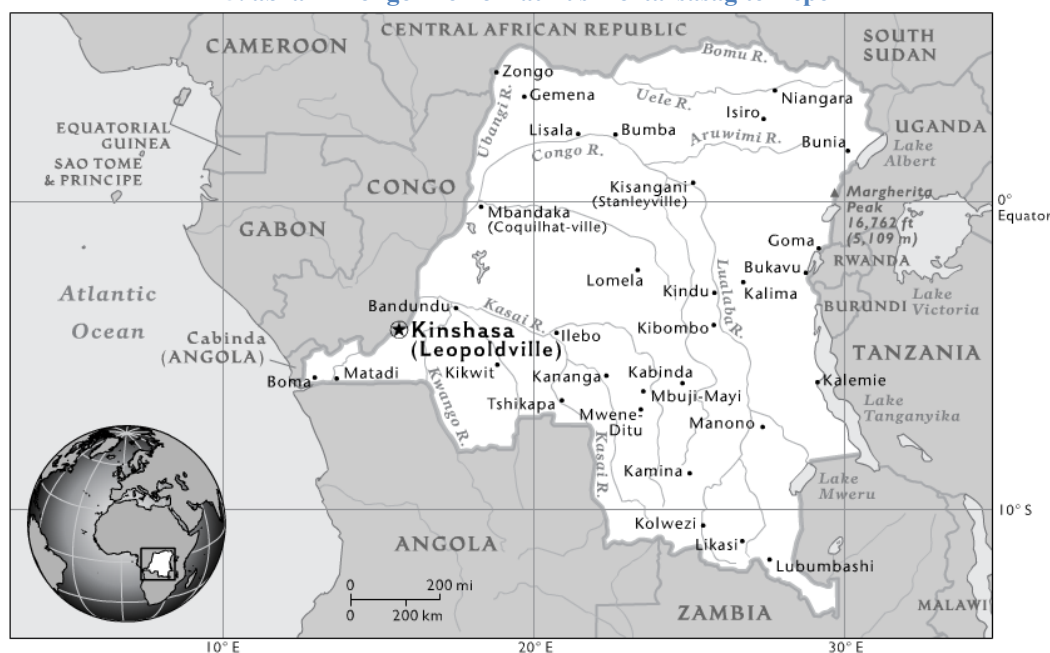 CAMEROON
CENTRAL AFRICAN REPUBLIC
SOUTH
SUDAN
Bomu R.
Zongo
Gemena
Uele R.
Niangara
Isiro
Ubangi R.
EQUATORIAL
GUINEA
Lisala
Bumba
Aruwimi R.
Bunia
UGANDA
Lake
Albert
SAO TOME
& PRINCIPE
Congo R.
CONGO
Kisangani
(Stanleyville)
Margherita
Peak
16,762 ft
(5,109 m)
0°
Equator
Mbandaka
(Coquilhat-ville)
GABON
Goma
RWANDA
Lomela
Bukavu
Kindu
Kalima
Lualaba R.
Atlantic
Ocean
BURUNDI
Lake
Victoria
Bandundu
Kasai R.
Kinshasa
(Leopoldville)
Ilebo
Kibombo
Cabinda
(ANGOLA)
TANZANIA
Boma
Matadi
Kikwit
Kananga
Kabinda
Mbuji-Mayi
Kalemie
Kwango R.
Tshikapa
Mwene-
Ditu
Manono
Lake
Tanganyika
Kasai R.
Kamina
Lake
Mweru
10° S
Kolwezi
Likasi
ANGOLA
Lubumbashi
0 200 mi
0 200 km
ZAMBIA
MALAWI
10° E
20° E
30° E